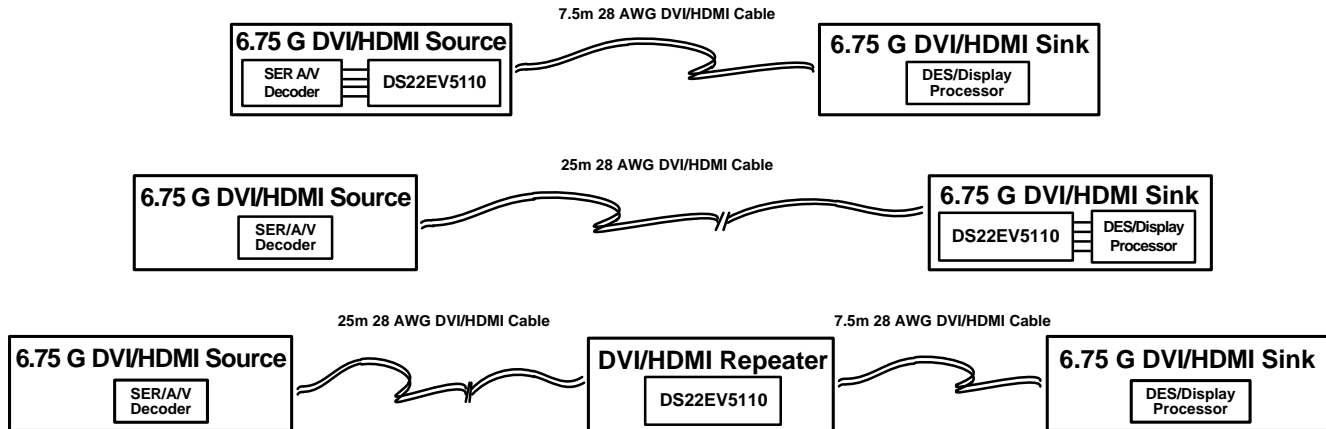 7.5m 28 AWG DVI/HDMI Cable
6.75 G DVI/HDMI Source
SER A/V
Decoder
DS22EV5110
6.75 G DVI/HDMI Sink
DES/Display
Processor
25m 28 AWG DVI/HDMI Cable
6.75 G DVI/HDMI Source
SER/A/V
Decoder
6.75 G DVI/HDMI Sink
DS22EV5110
DES/Display
Processor
25m 28 AWG DVI/HDMI Cable
7.5m 28 AWG DVI/HDMI Cable
6.75 G DVI/HDMI Source
SER/A/V
Decoder
DVI/HDMI Repeater
DS22EV5110
6.75 G DVI/HDMI Sink
DES/Display
Processor